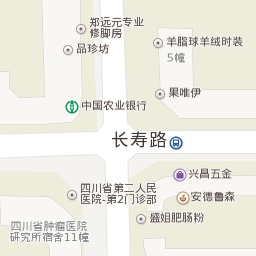 郑远元专业
修脚房
品珍坊
羊脂球羊绒时装
5幢
果唯伊
中国农业银行
长寿路
兴昌五金
四川省第二人民
医院-第2门诊部
安德鲁森
盛姐肥肠粉
四川省肿瘤医院
研究所宿舍11幢